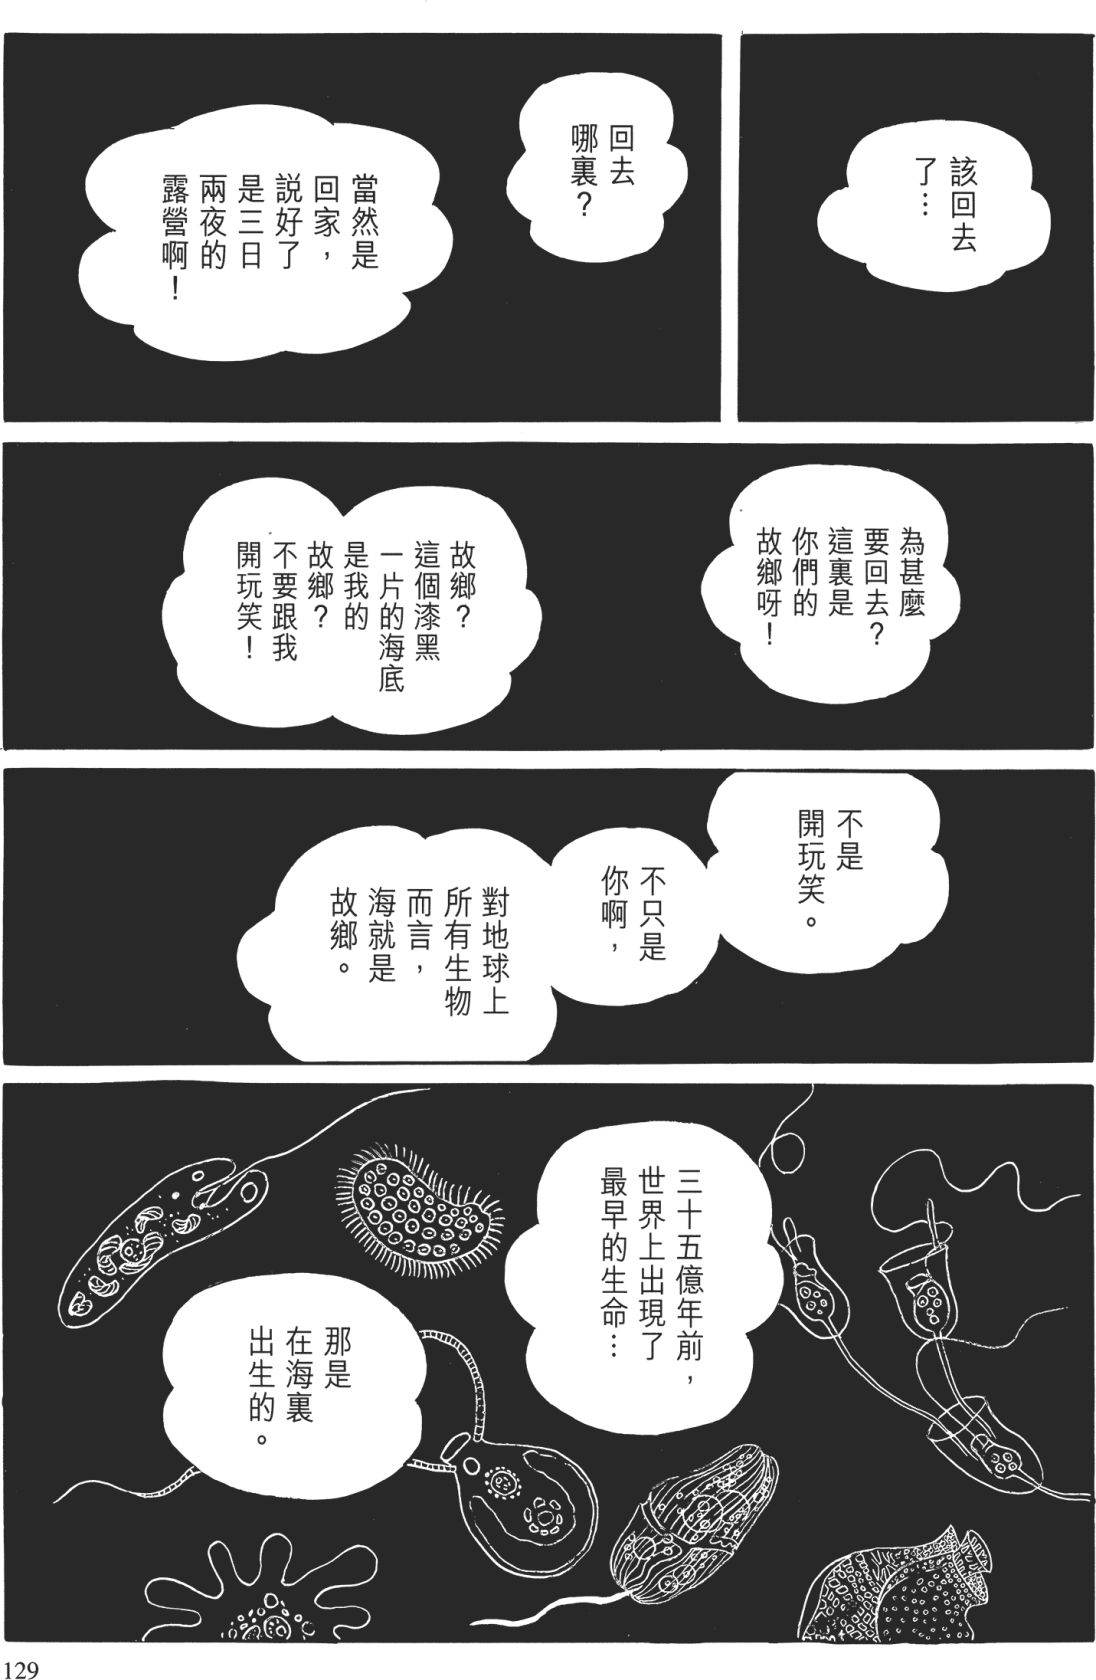 該回去
了…
回去
哪裏？
當然是
回家，
說好了
是三日
兩夜的
露營啊！
為甚麼
要回去？
這裏是
你們的
故鄉呀！
故鄉？
這個漆黑
一片的海底
是我的
故鄉？
不要跟我
開玩笑！
不是
開玩笑。
不只是
你啊，
對地球上
所有生物
而言，
海就是
故鄉。
三十五億年前，
世界上出現了
最早的生命…
那是
在海裏
出生的。
129